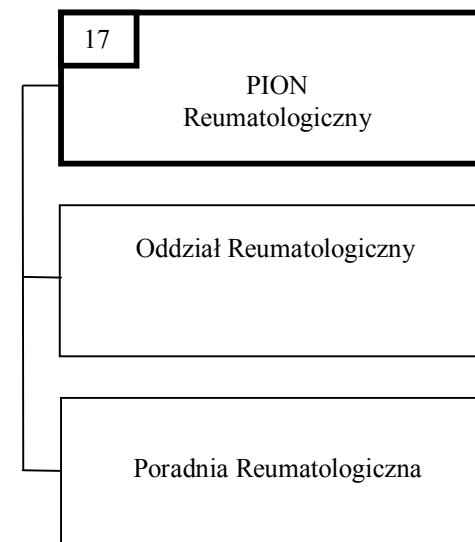 17
PION
Reumatologiczny
Oddział Reumatologiczny
Poradnia Reumatologiczna